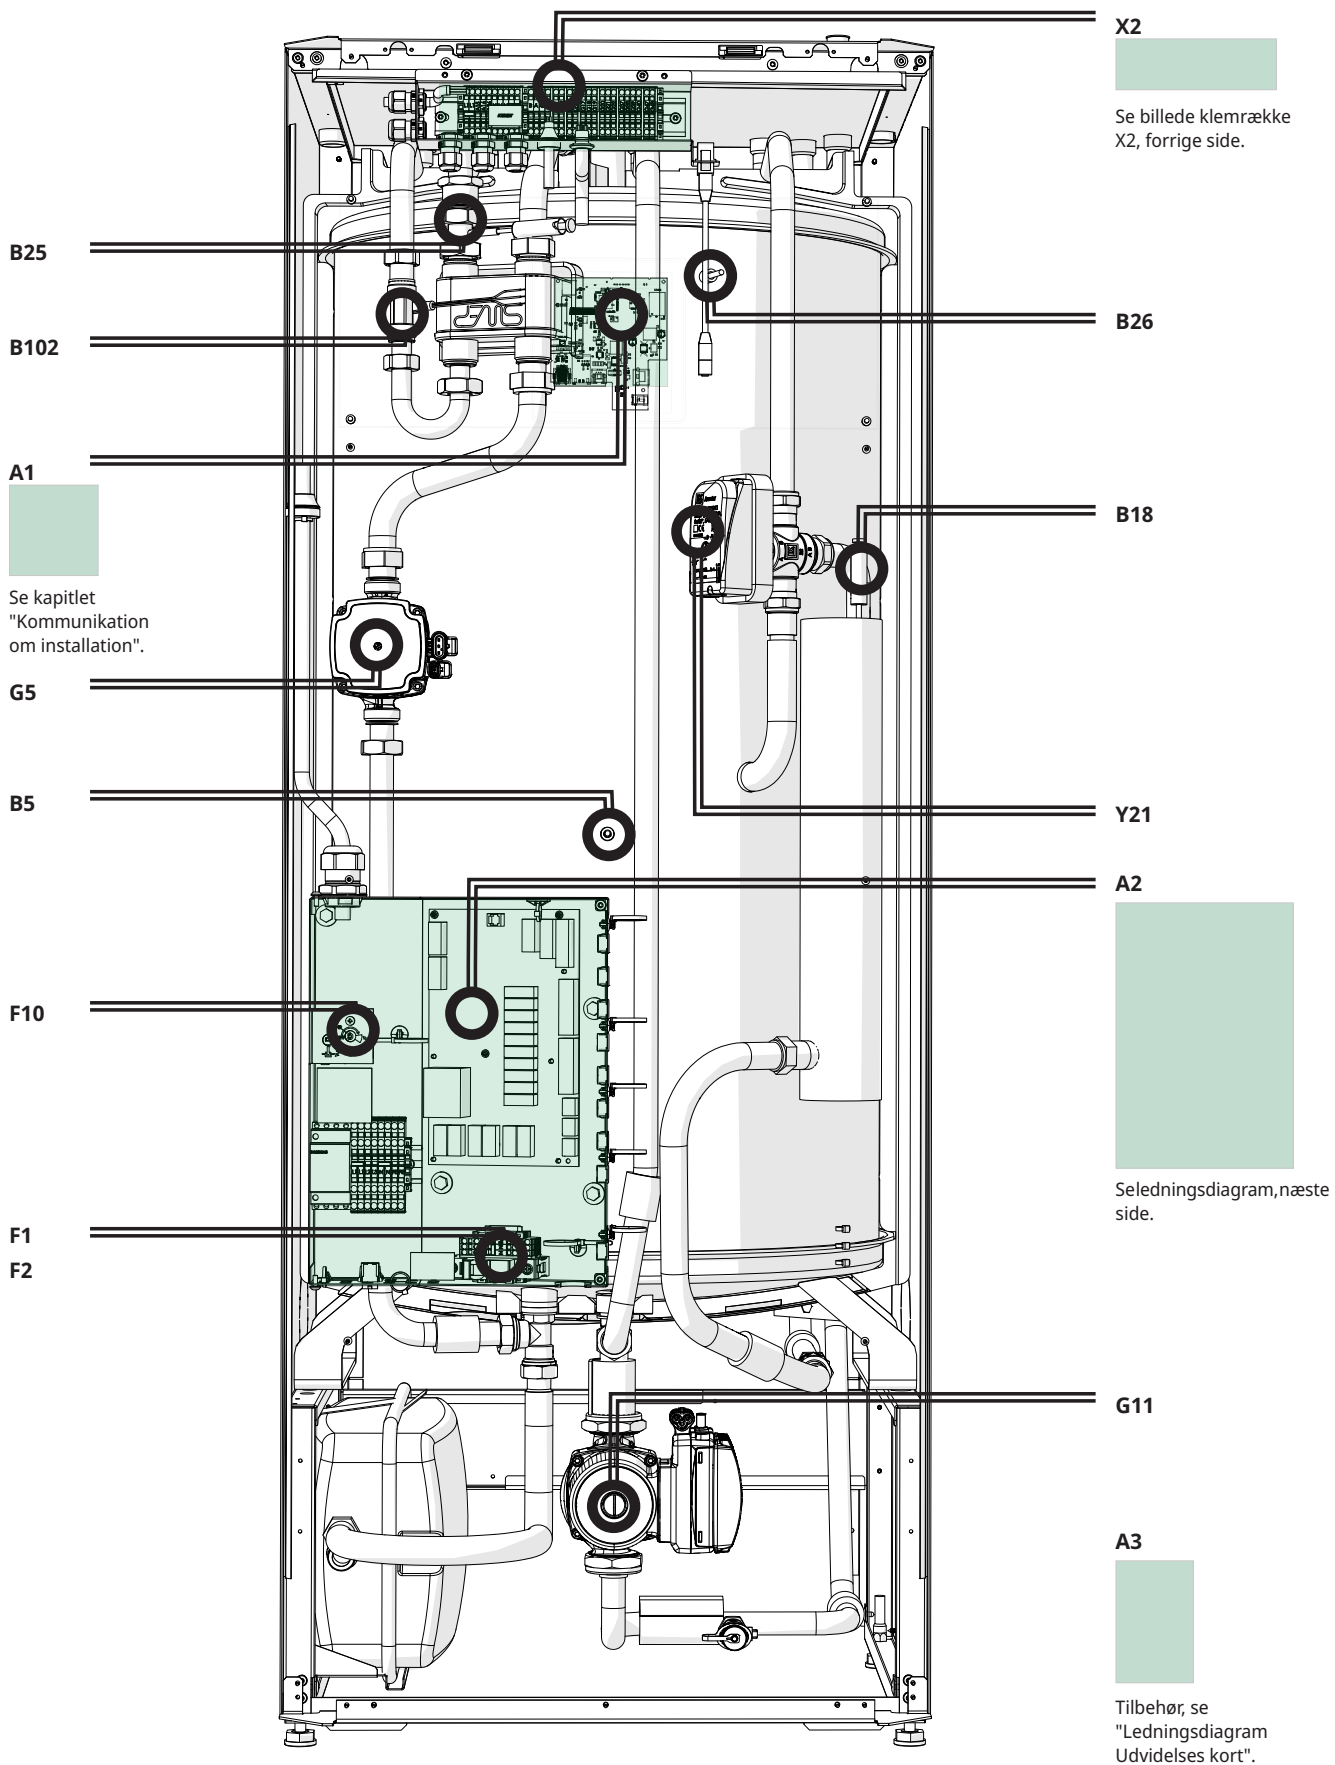 X2
Se billede klemrække
X2, forrige side.
B25
B26
B102
A1
Se kapitlet
"Kommunikation
om installation".
B18
G5
B5
Y21
A2
Seledningsdiagram,næste
side.
F10
F1
F2
G11
A3
Tilbehør, se
"Ledningsdiagram
Udvidelses kort".
SWEP